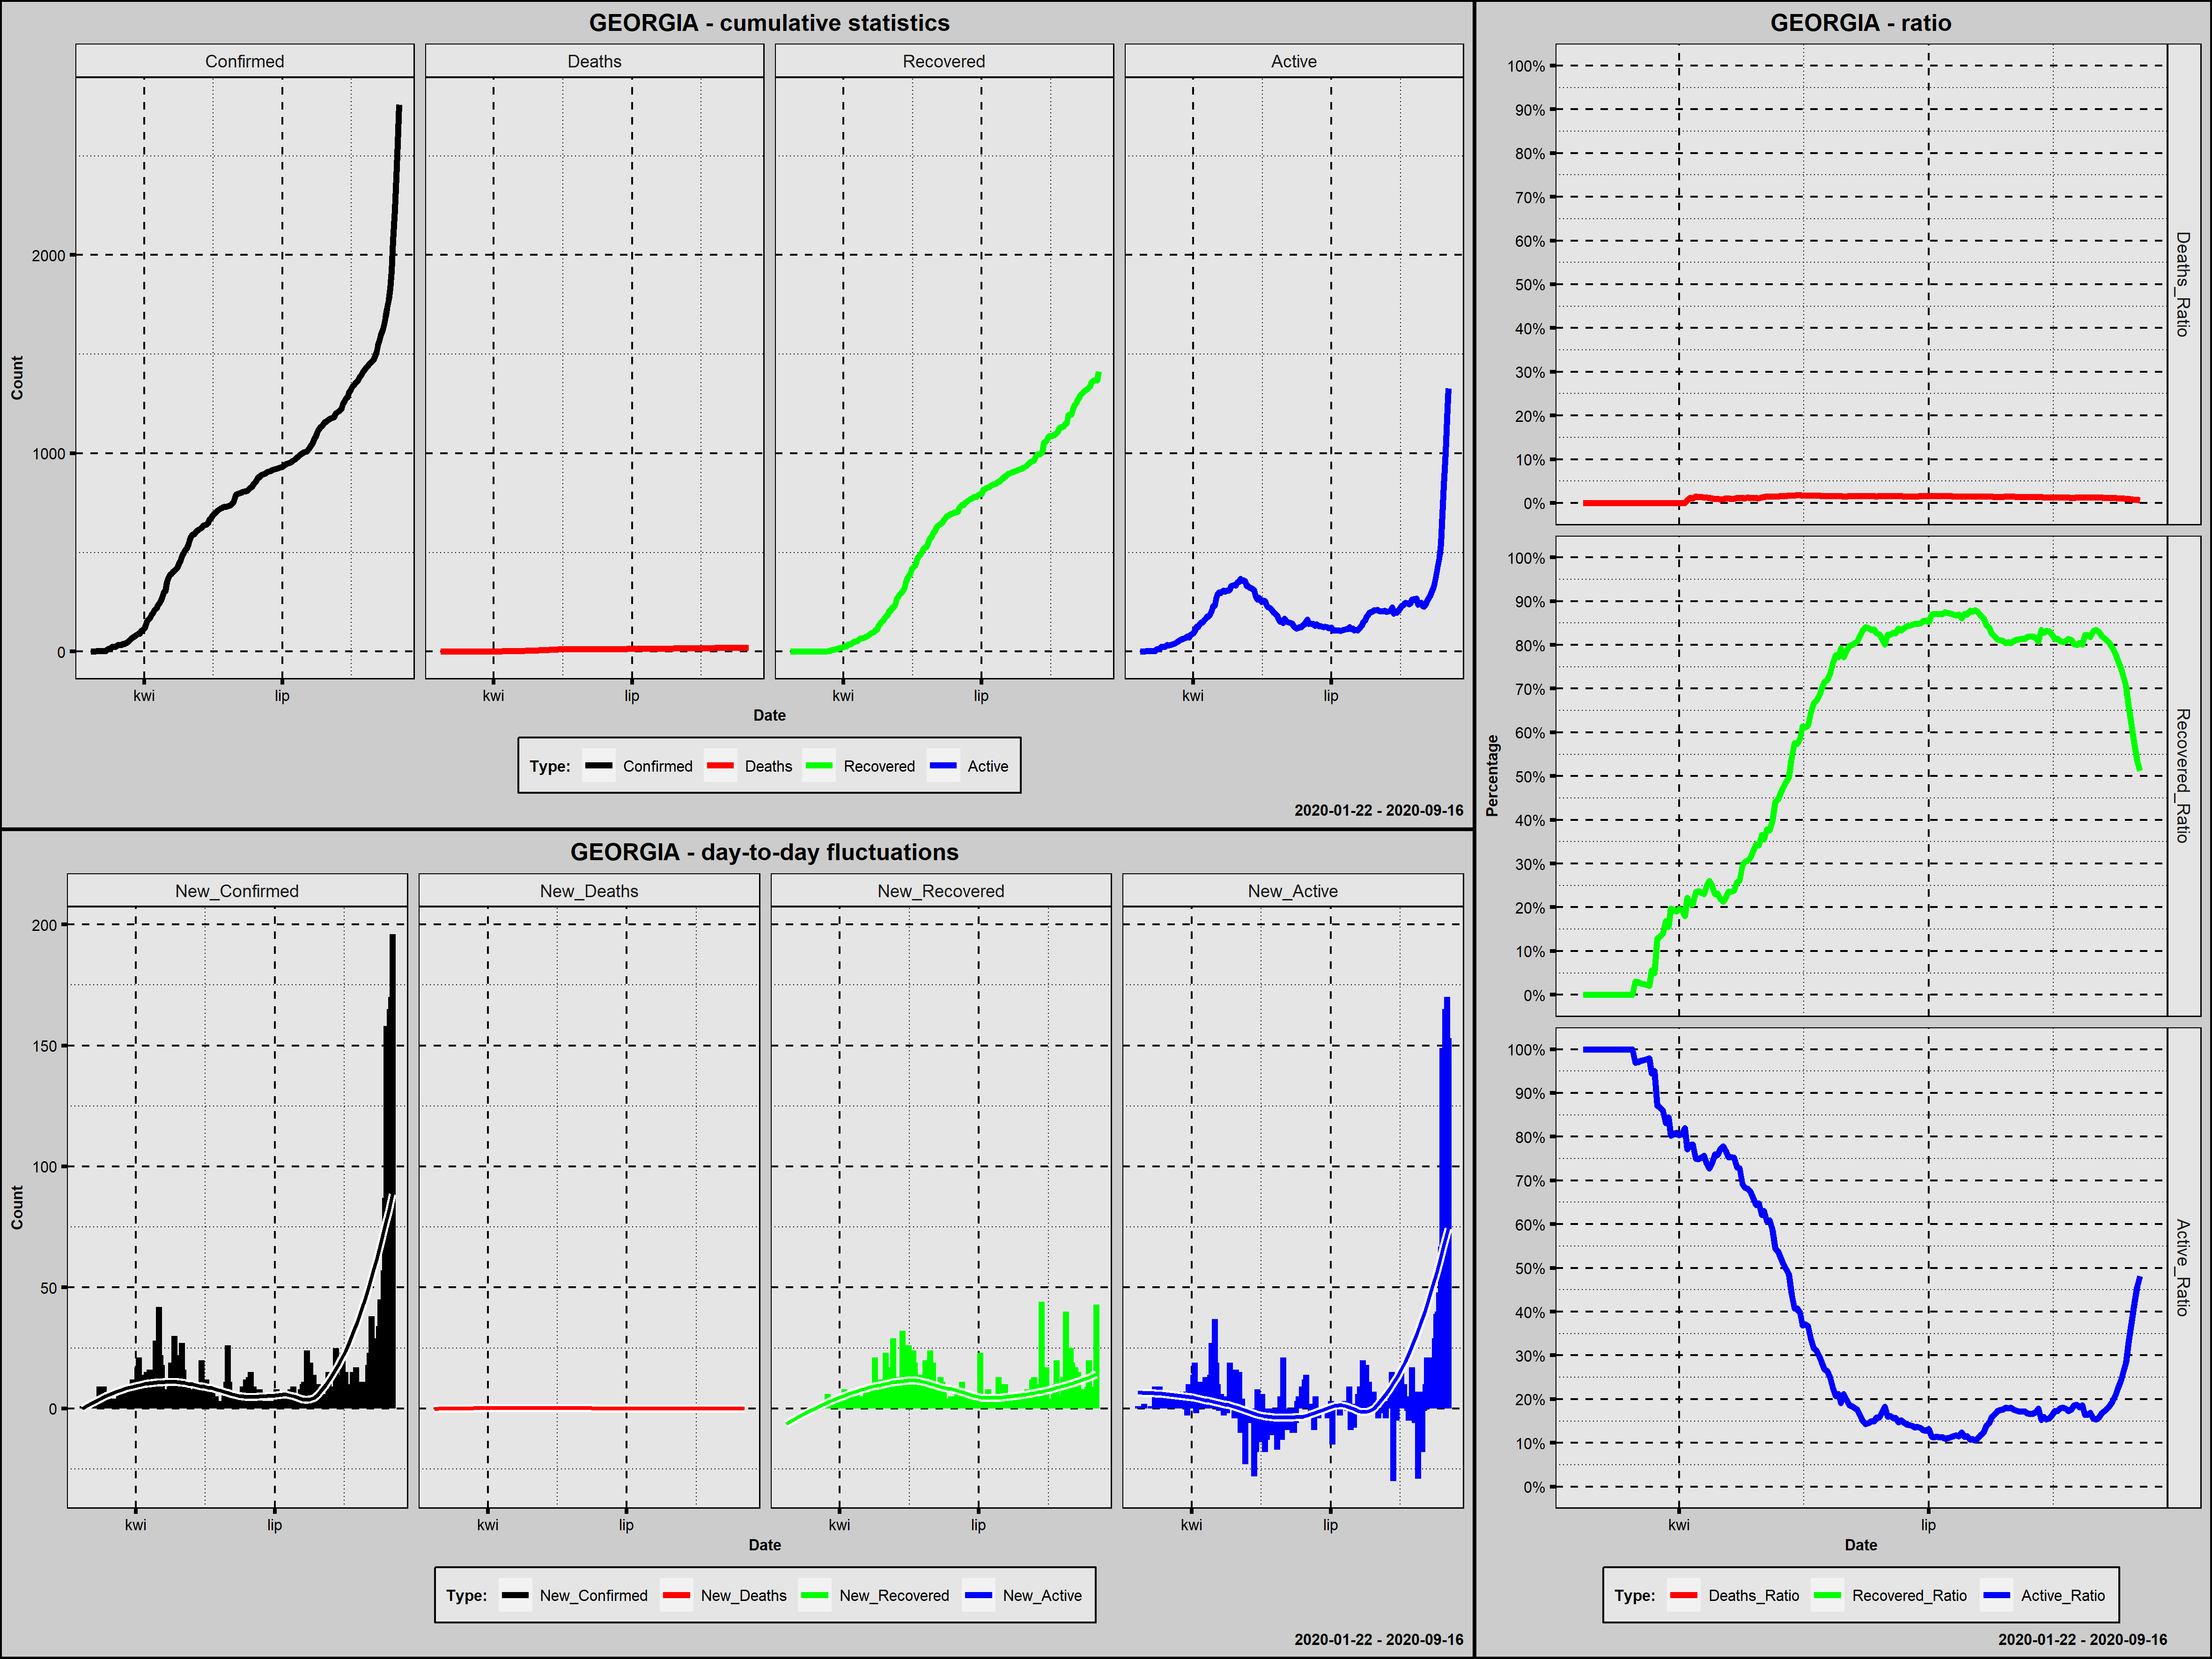 GEORGIA - cumulative statistics
Confirmed
Deaths
Recovered
Active
Count
2000
1000
0
kwi lip
kwi lip
kwi lip
kwi lip
Date
Type: Confirmed Deaths Recovered Active
2020-01-22 - 2020-09-16
GEORGIA - day-to-day fluctuations
New_Confirmed
New_Deaths
New_Recovered
New_Active
Count
200
150
100
50
0
kwi lip
kwi lip
kwi lip
kwi lip
Date
Type: New_Confirmed New_Deaths New_Recovered New_Active
2020-01-22 - 2020-09-16
GEORGIA - ratio
Percentage
100%
90%
80%
70%
60%
50%
40%
30%
20%
10%
0%
Deaths_Ratio
100%
90%
80%
70%
60%
50%
40%
30%
20%
10%
0%
Recovered_Ratio
100%
90%
80%
70%
60%
50%
40%
30%
20%
10%
0%
Active_Ratio
kwi lip
Date
Type: Deaths_Ratio Recovered_Ratio Active_Ratio
2020-01-22 - 2020-09-16